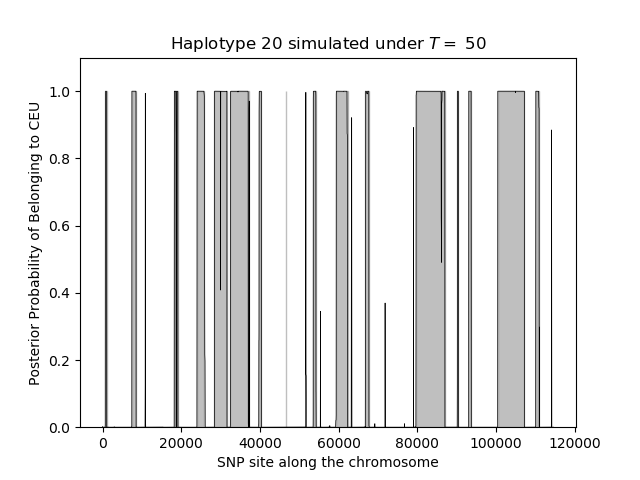 Haplotype 20 simulated under T = 50
Posterior Probability of Belonging to CEU
1.0
0.8
0.6
0.4
0.2
0.0
0 20000 40000 60000 80000 100000 120000
SNP site along the chromosome